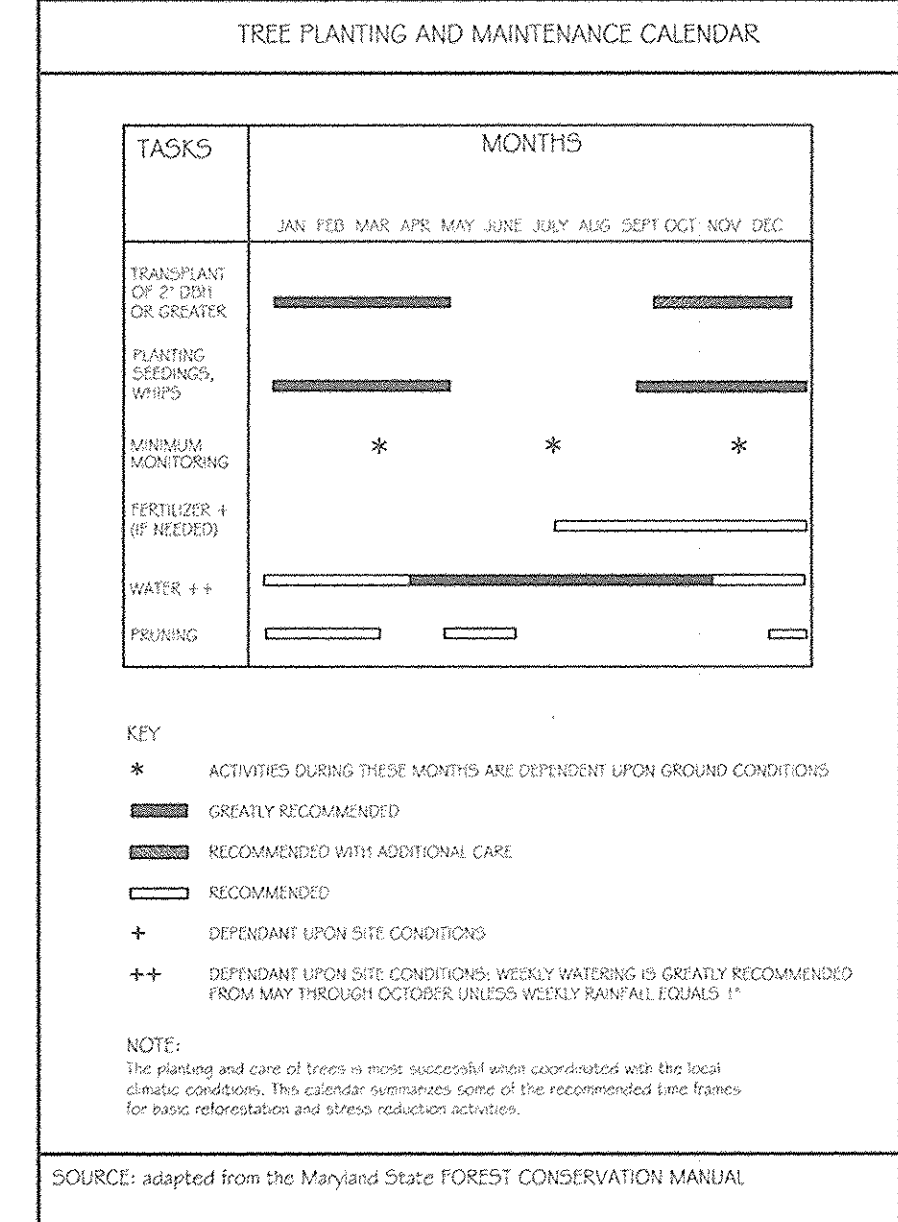 TREE PLANTING AND MAINTENANCE CALENDAR
TASKS
MONTHS
JAN FEB MAR APR MAY JUNE JULY AUG SEPT OCT NOV DEC
TRANSPLANT
OF 2" DBH
OR GREATER
PLANTING
SEEDINGS,
WHIPS
MINIMUM
MONITORING
* * *
FERTILIZER +
(IF NEEDED)
WATER ++
PRUNING
KEY
* ACTIVITIES DURING THESE MONTHS ARE DEPENDENT UPON GROUND CONDITIONS
GREATLY RECOMMENDED
RECOMMENDED WITH ADDITIONAL CARE
RECOMMENDED
+ DEPENDANT UPON SITE CONDITIONS
++ DEPENDANT UPON SITE CONDITIONS; WEEKLY WATERING IS GREATLY RECOMMENDED
FROM MAY THROUGH OCTOBER UNLESS WEEKLY RAINFALL EQUALS 1"
NOTE:
The planting and care of trees is most successful when coordinated with the local
climatic conditions. This calendar summarizes some of the recommended time frames
for basic reforestation and stress reduction activities.
SOURCE: adapted from the Maryland State FOREST CONSERVATION MANUAL